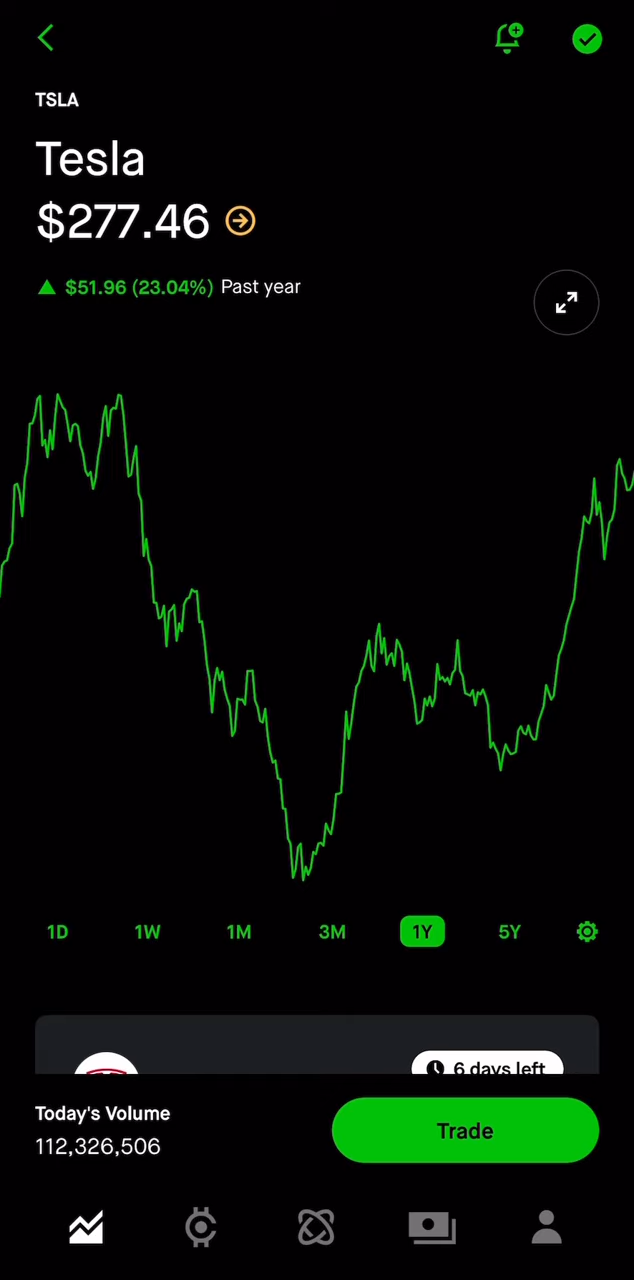 TSLA
Tesla
$277.46
$51.96 (23.04%) Past year
1D 1W 1M 3M 1Y 5Y
6 days left
Today's Volume
112,326,506
Trade